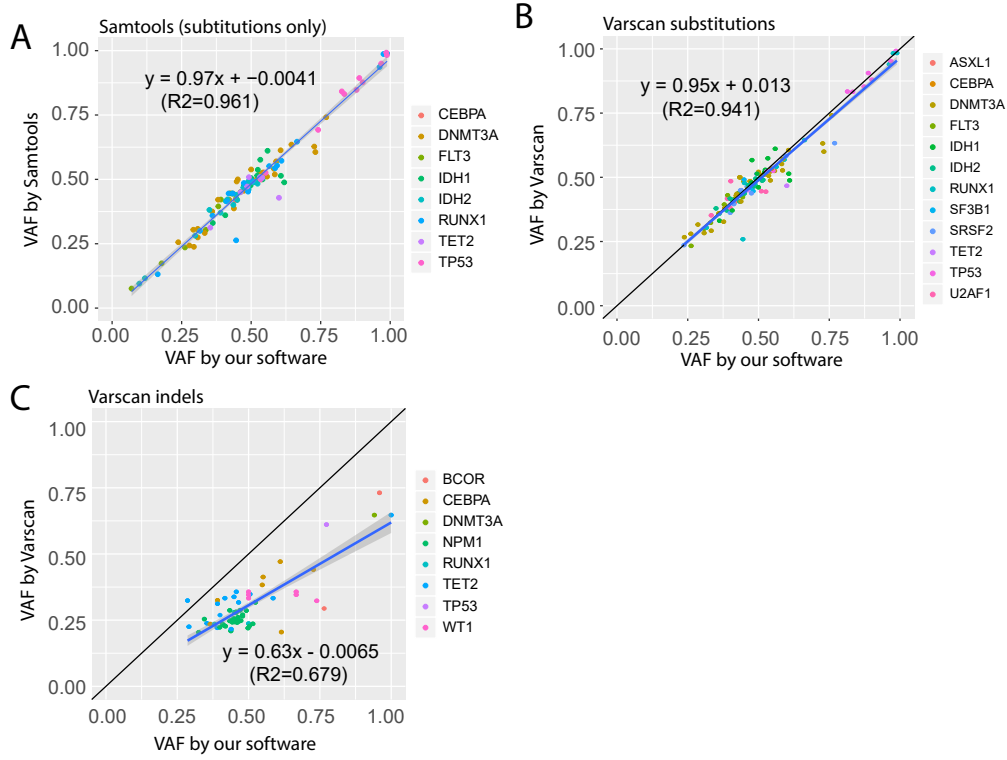 A
Samtools (subtitutions only)
y = 0.97x + −0.0041
(R2=0.961)
1.00
0.75
0.50
0.25
0.00
VAF by Samtools
0.00 0.25 0.50 0.75 1.00
VAF by our software
CEBPA
DNMT3A
FLT3
IDH1
IDH2
RUNX1
TET2
TP53
B
Varscan substitutions
y = 0.95x + 0.013
(R2=0.941)
1.00
0.75
0.50
0.25
0.00
VAF by Varscan
0.00 0.25 0.50 0.75 1.00
VAF by our software
ASXL1
CEBPA
DNMT3A
FLT3
IDH1
IDH2
RUNX1
SF3B1
SRSF2
TET2
TP53
U2AF1
C
Varscan indels
1.00
0.75
0.50
0.25
0.00
VAF by Varscan
y = 0.63x - 0.0065
(R2=0.679)
0.00 0.25 0.50 0.75 1.00
VAF by our software
BCOR
CEBPA
DNMT3A
NPM1
RUNX1
TET2
TP53
WT1